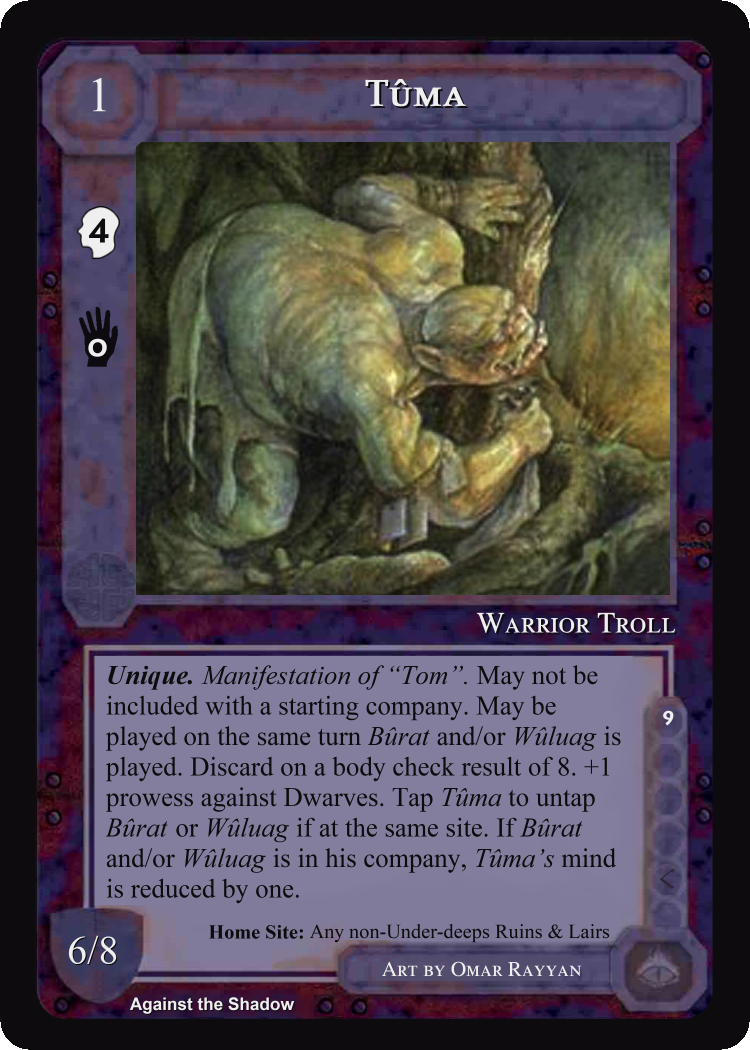 1
TÛMA
4
0
WARRIOR TROLL
Unique. Manifestation of “Tom”. May not be
included with a starting company. May be
played on the same turn Bûrat and/or Wûluag is
played. Discard on a body check result of 8. +1
prowess against Dwarves. Tap Tûma to untap
Bûrat or Wûluag if at the same site. If Bûrat
and/or Wûluag is in his company, Tûma’s mind
is reduced by one.
9
Home Site: Any non-Under-deeps Ruins & Lairs
6/8
ART BY OMAR RAYYAN
Against the Shadow